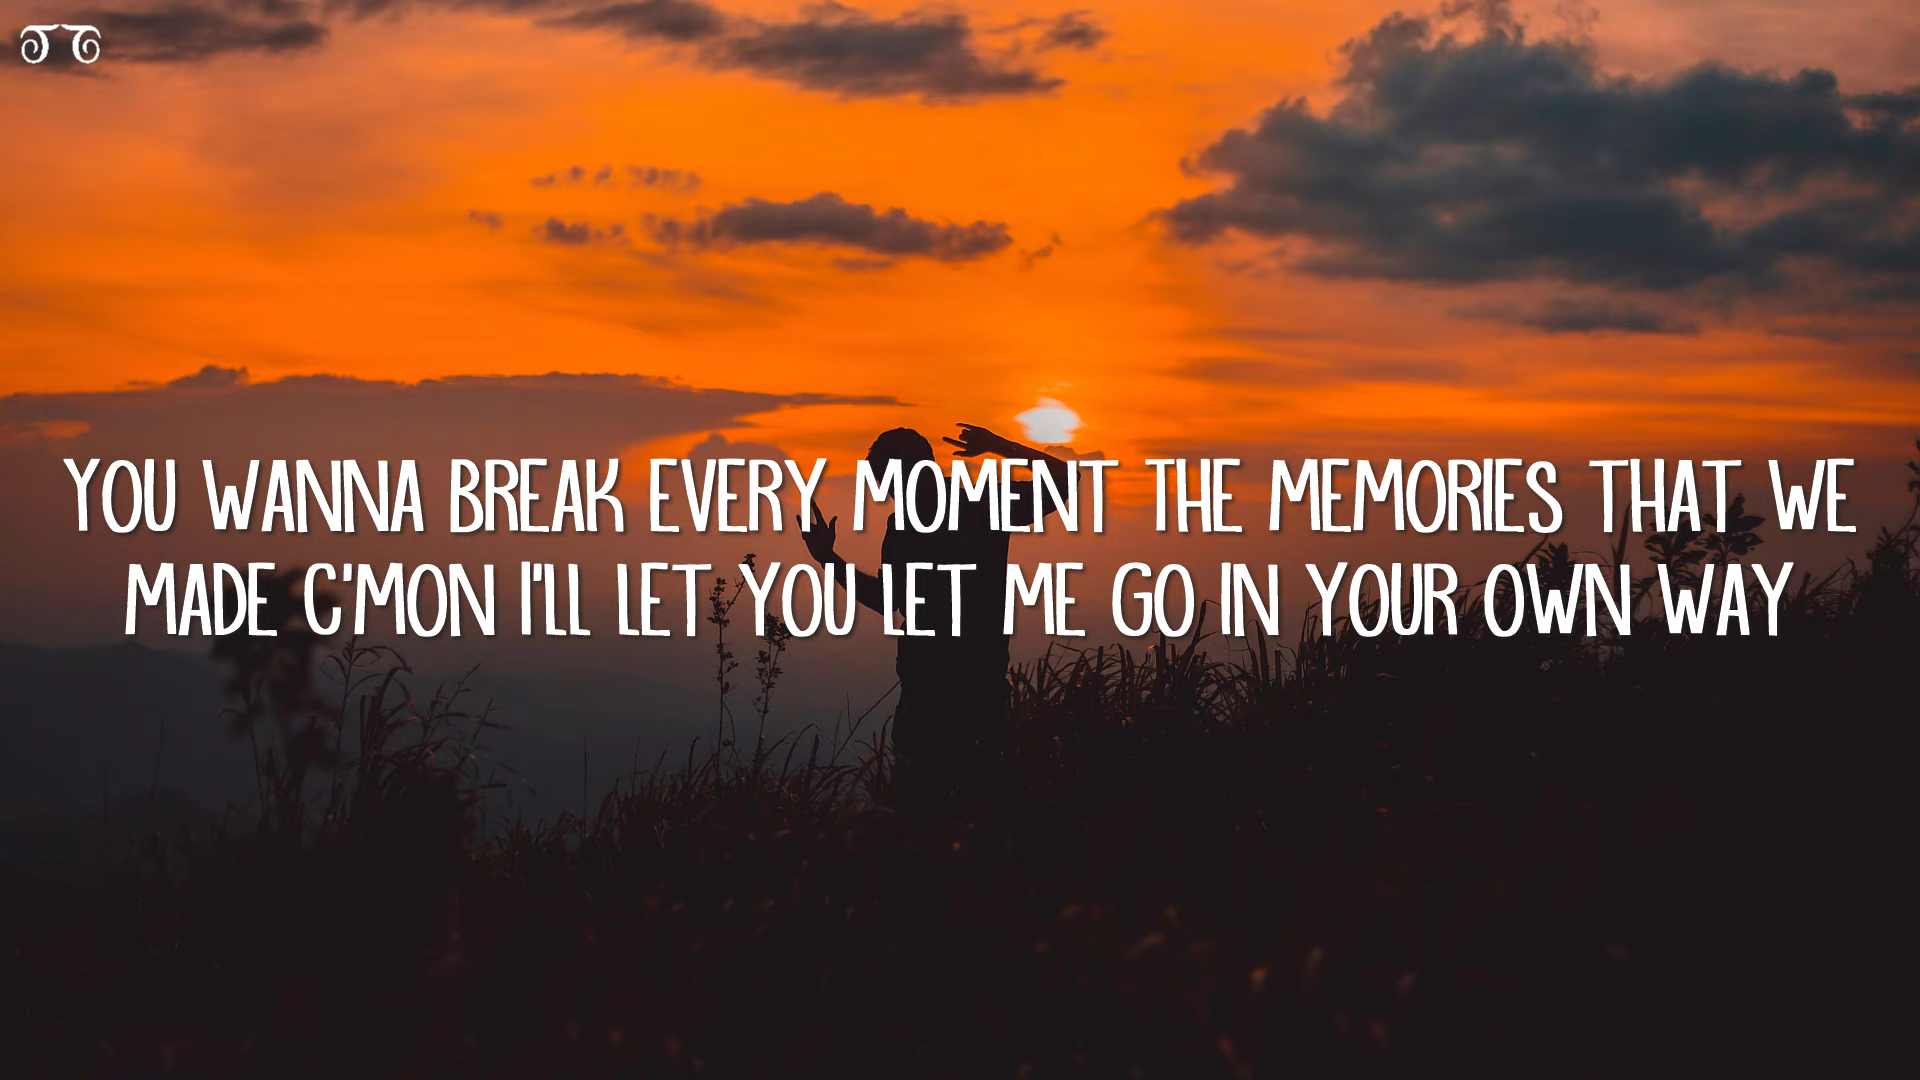 YOU WANNA BREAK EVERY MOMENT THE MEMORIES THAT WE
MADE C'MON I'LL LET YOU LET ME GO IN YOUR OWN WAY